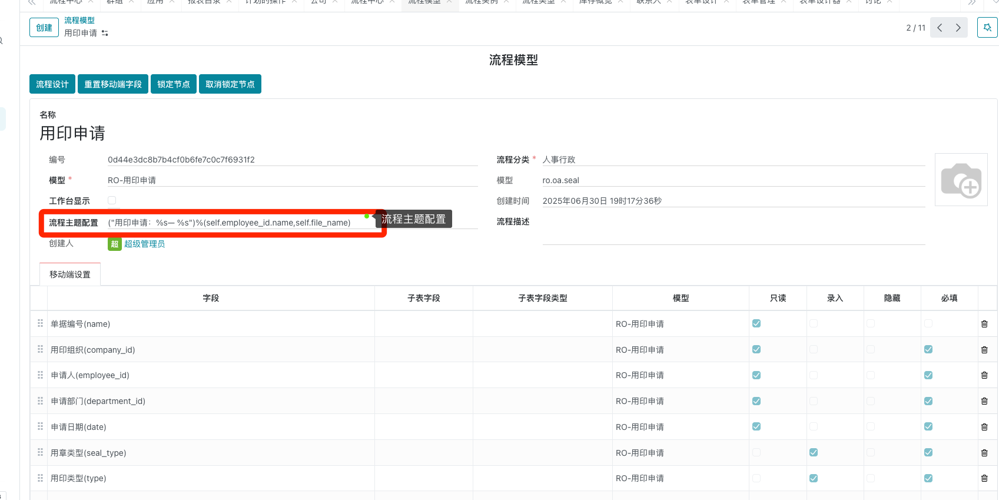 流程中心 群组 应用 报表目录 计划的操作 公司 流程中心 流程模型 流程实例 流程类型 库存概览 联系人 表单设计 表单管理 表单设计器 讨论
创建
流程模型
用印申请
2 / 11
流程模型
流程设计 重置移动端字段 锁定节点 取消锁定节点
名称
用印申请
编号 0d44e3dc8b7b4cf0b6fe7c0c7f6931f2 流程分类 * 人事行政
模型 * RO-用印申请 模型 ro.oa.seal
工作台显示 创建时间 2025年06月30日 19时17分36秒
流程主题配置 ("用印申请：%s— %s")%(self.employee_id.name,self.file_name) 流程主题配置 流程描述
创建人 超 超级管理员
移动端设置
字段 子表字段 子表字段类型 模型 只读 录入 隐藏 必填
单据编号(name) RO-用印申请
用印组织(company_id) RO-用印申请
申请人(employee_id) RO-用印申请
申请部门(department_id) RO-用印申请
申请日期(date) RO-用印申请
用章类型(seal_type) RO-用印申请
用印类型(type) RO-用印申请